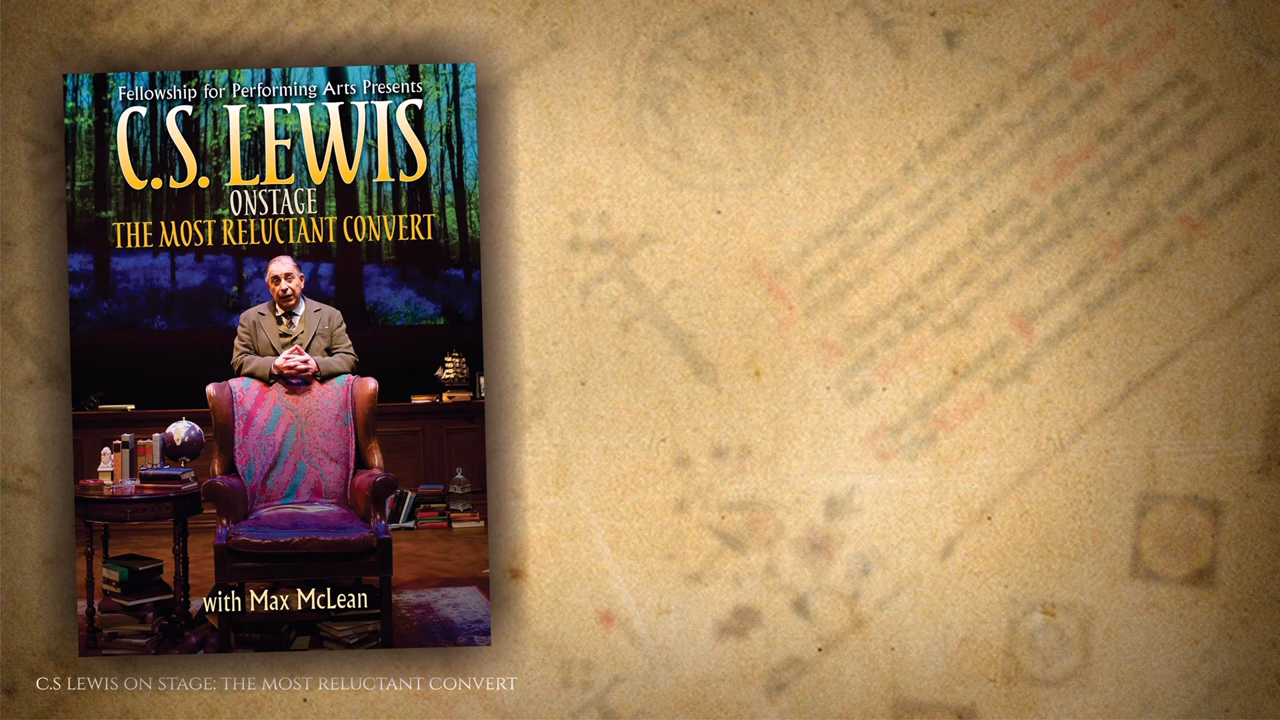 Fellowship for Performing Arts Presents
C.S. LEWIS
ONSTAGE
THE MOST RELUCTANT CONVERT
with Max McLean
C.S LEWIS ON STAGE: THE MOST RELUCTANT CONVERT